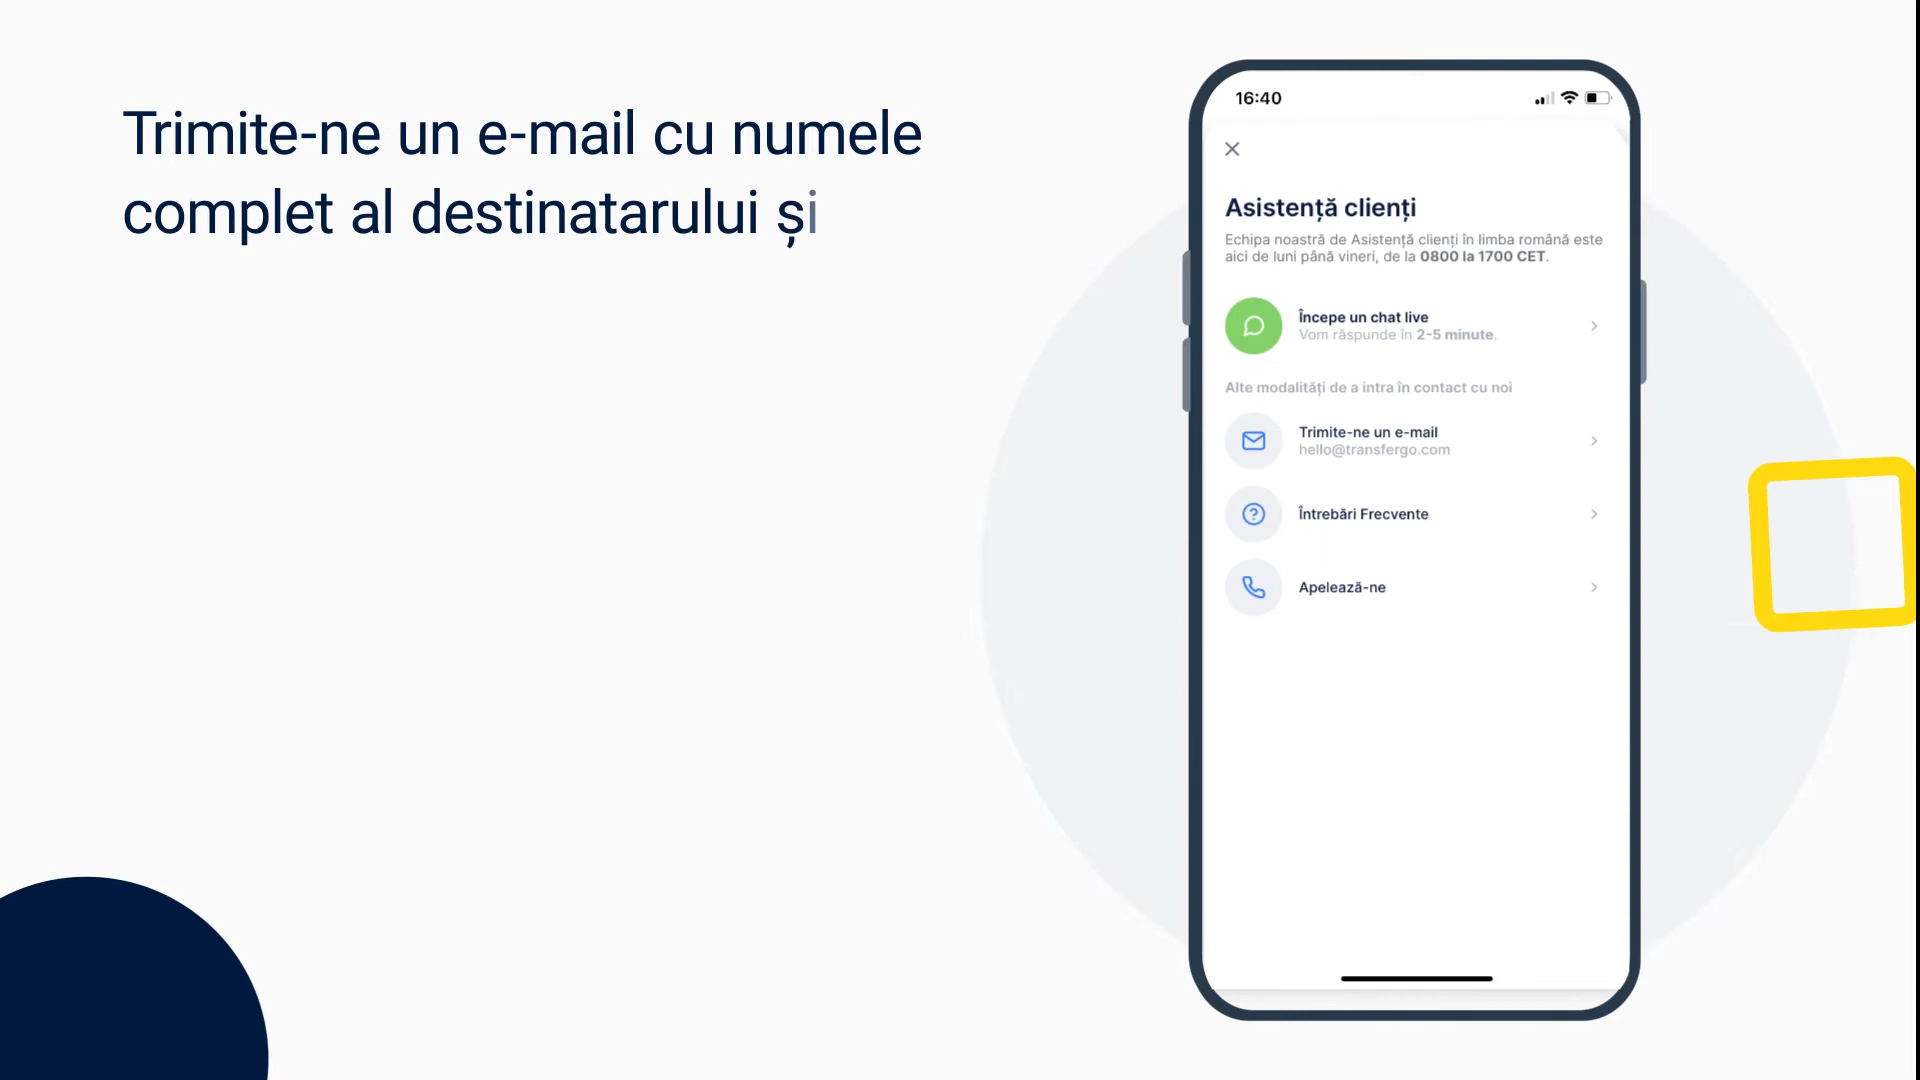 Trimite-ne un e-mail cu numele
complet al destinatarului și
16:40
Asistență clienți
Echipa noastră de Asistență clienți în limba română este
aici de luni până vineri, de la 0800 la 1700 CET.
Începe un chat live
Vom răspunde în 2-5 minute.
Alte modalități de a intra în contact cu noi
Trimite-ne un e-mail
hello@transfergo.com
Întrebări Frecvente
Apelează-ne